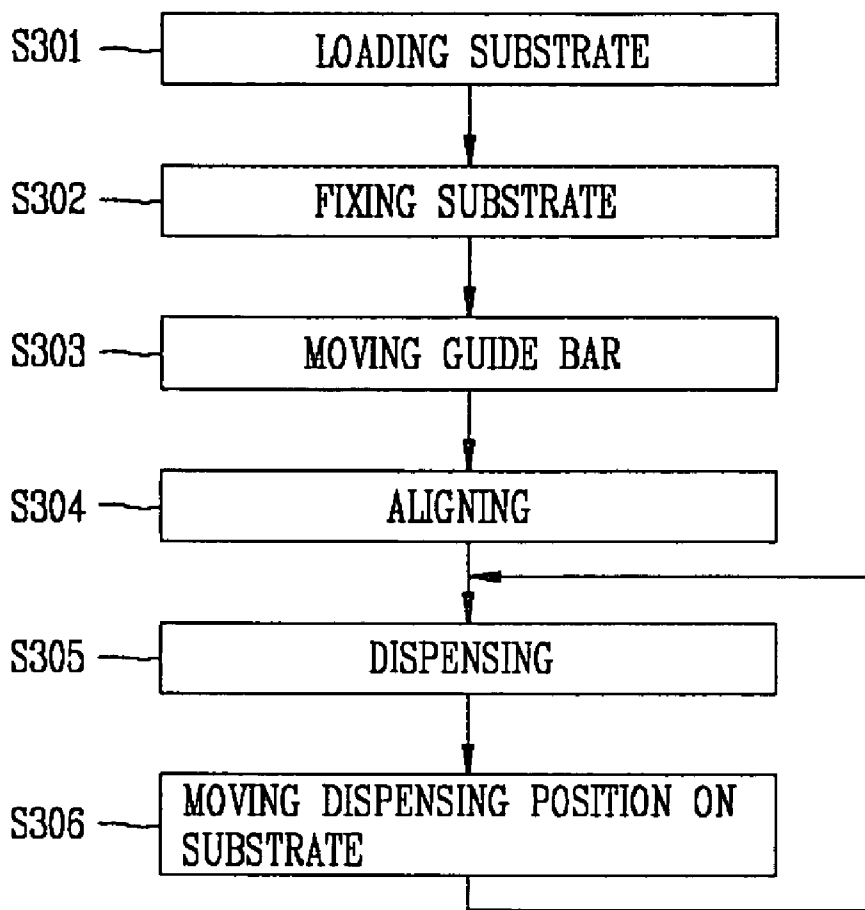 S301 LOADING SUBSTRATE
S302 FIXING SUBSTRATE
S303 MOVING GUIDE BAR
S304 ALIGNING
S305 DISPENSING
S306 MOVING DISPENSING POSITION ON
SUBSTRATE